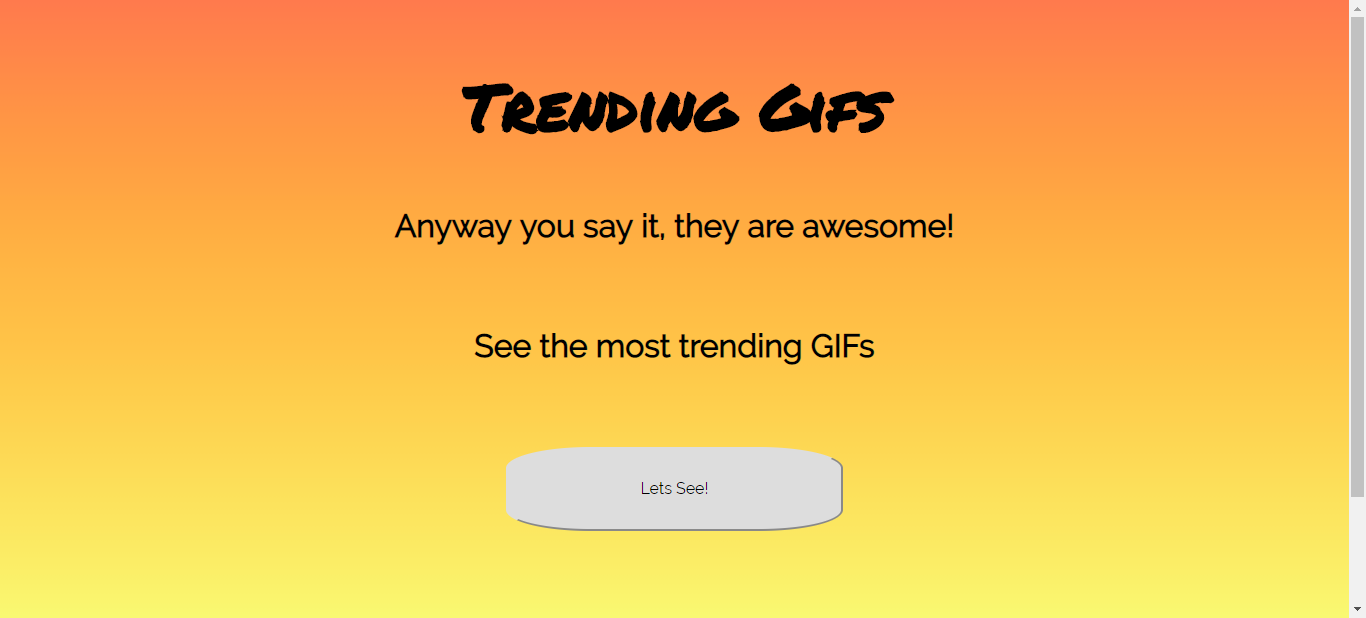 Trending Gifs
Anyway you say it, they are awesome!
See the most trending GIFs
Lets See!